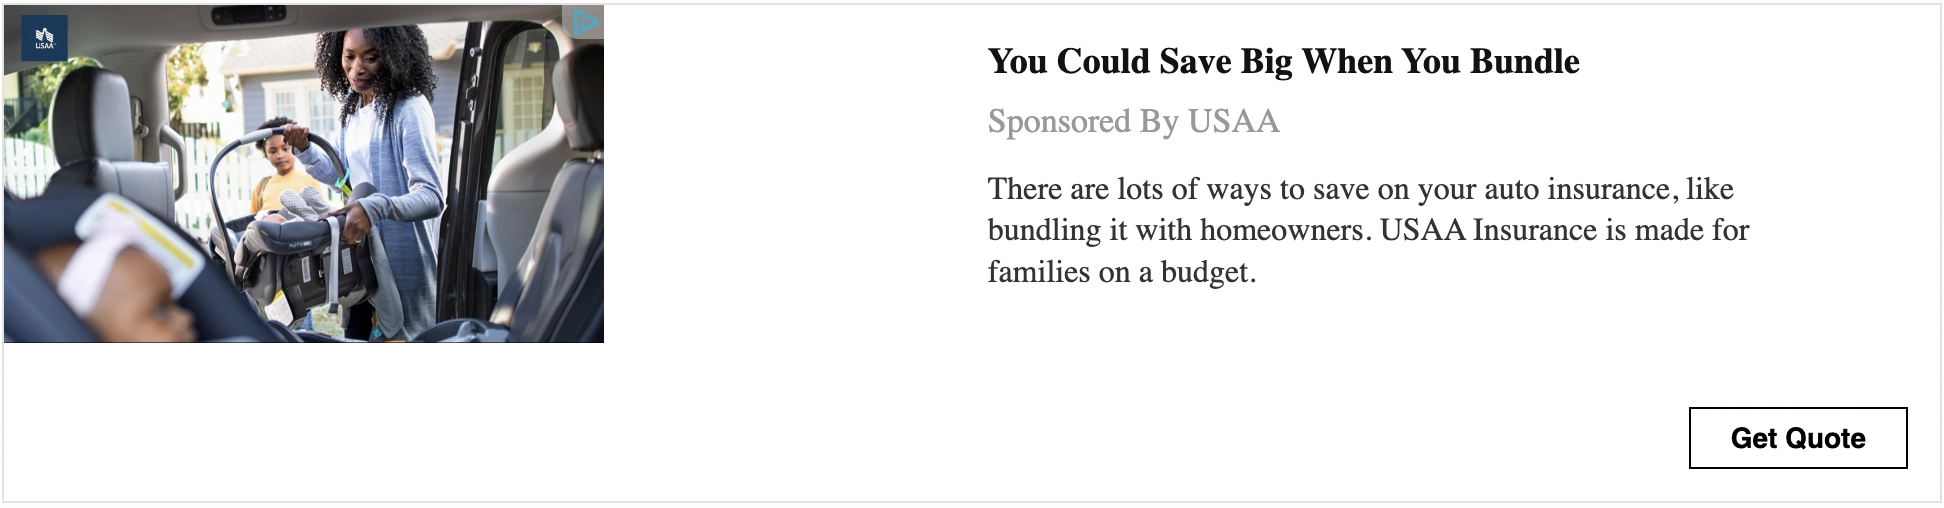 USAA
You Could Save Big When You Bundle
Sponsored By USAA
There are lots of ways to save on your auto insurance, like
bundling it with homeowners. USAA Insurance is made for
families on a budget.
Get Quote